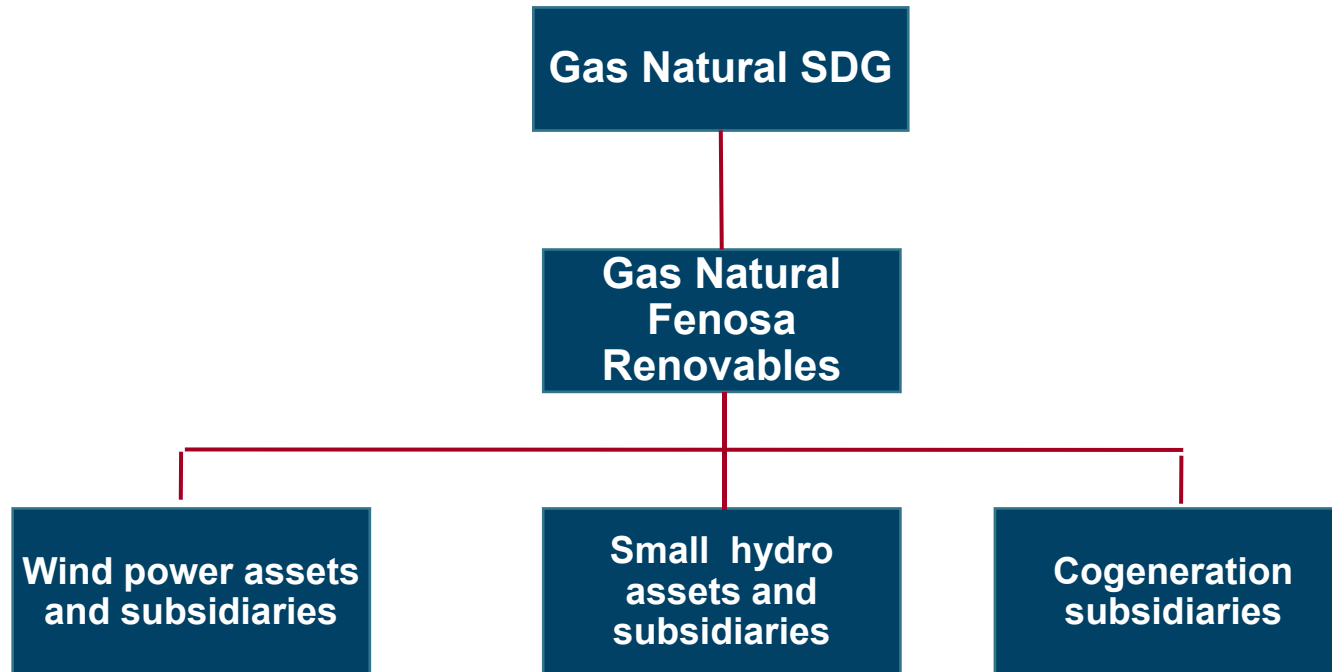 Gas Natural SDG
Gas Natural
Fenosa
Renovables
Wind power assets
and subsidiaries
Small hydro
assets and
subsidiaries
Cogeneration
subsidiaries